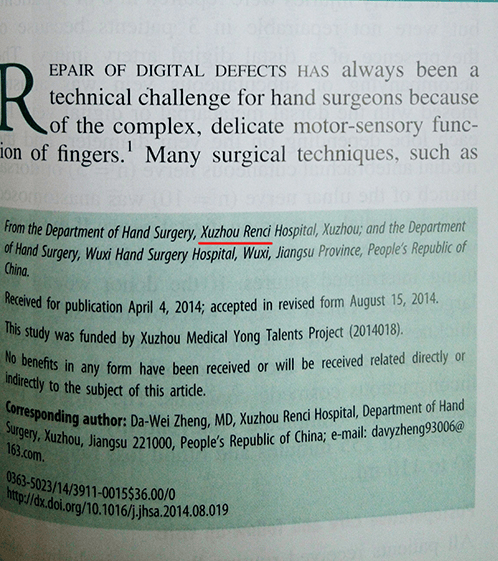 REPAIR OF DIGITAL DEFECTS HAS always been a
technical challenge for hand surgeons because
of the complex, delicate motor-sensory func-
ion of fingers.1 Many surgical techniques, such as
From the Department of Hand Surgery, Xuzhou Renci Hospital, Xuzhou; and the Department
of Hand Surgery, Wuxi Hand Surgery Hospital, Wuxi, Jiangsu Province, People's Republic of
China.
Received for publication April 4, 2014; accepted in revised form August 15, 2014.
This study was funded by Xuzhou Medical Yong Talents Project (2014018).
No benefits in any form have been received or will be received related directly or
indirectly to the subject of this article.
Corresponding author: Da-Wei Zheng, MD, Xuzhou Renci Hospital, Department of Hand
Surgery, Xuzhou, Jiangsu 221000, People's Republic of China; e-mail: davyzheng93006@
163.com.
0363-5023/14/3911-0015$36.00/0
http://dx.doi.org/10.1016/j.jhsa.2014.08.019